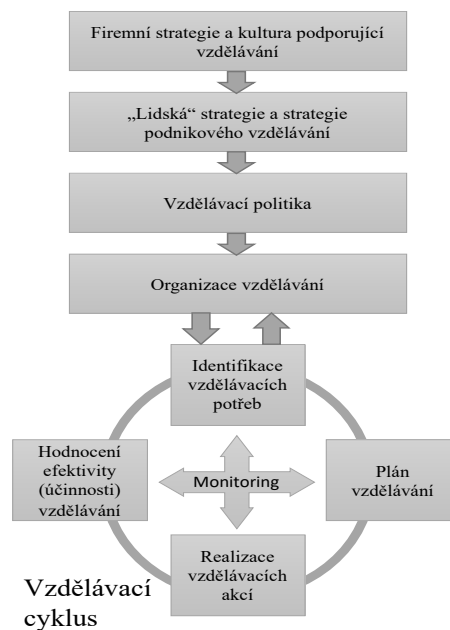 Firemní strategie a kultura podporující
vzdělávání
„Lidská“ strategie a strategie
podnikového vzdělávání
Vzdělávací politika
Organizace vzdělávání
Identifikace
vzdělávacích
potřeb
Hodnocení
efektivity
(účinnosti)
vzdělávání
Monitoring
Plán
vzdělávání
Realizace
vzdělávacích
akcí
Vzdělávací
cyklus